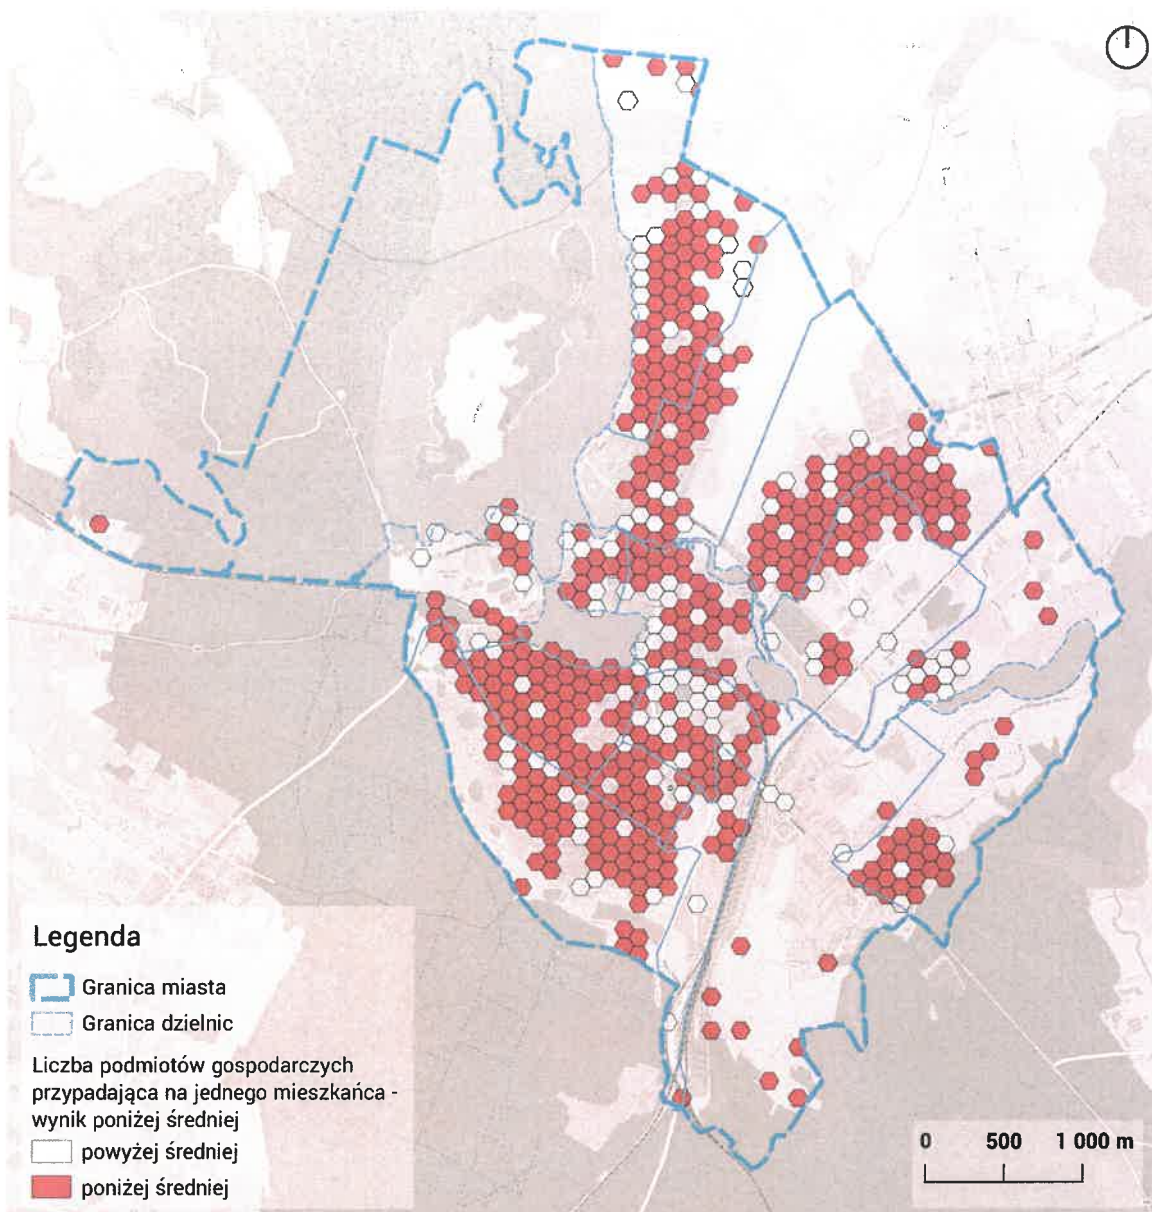 Legenda
Granica miasta
Granica dzielnic
Liczba podmiotów gospodarczych
przypadająca na jednego mieszkańca -
wynik poniżej średniej
powyżej średniej
poniżej średniej
0 500 1 000 m